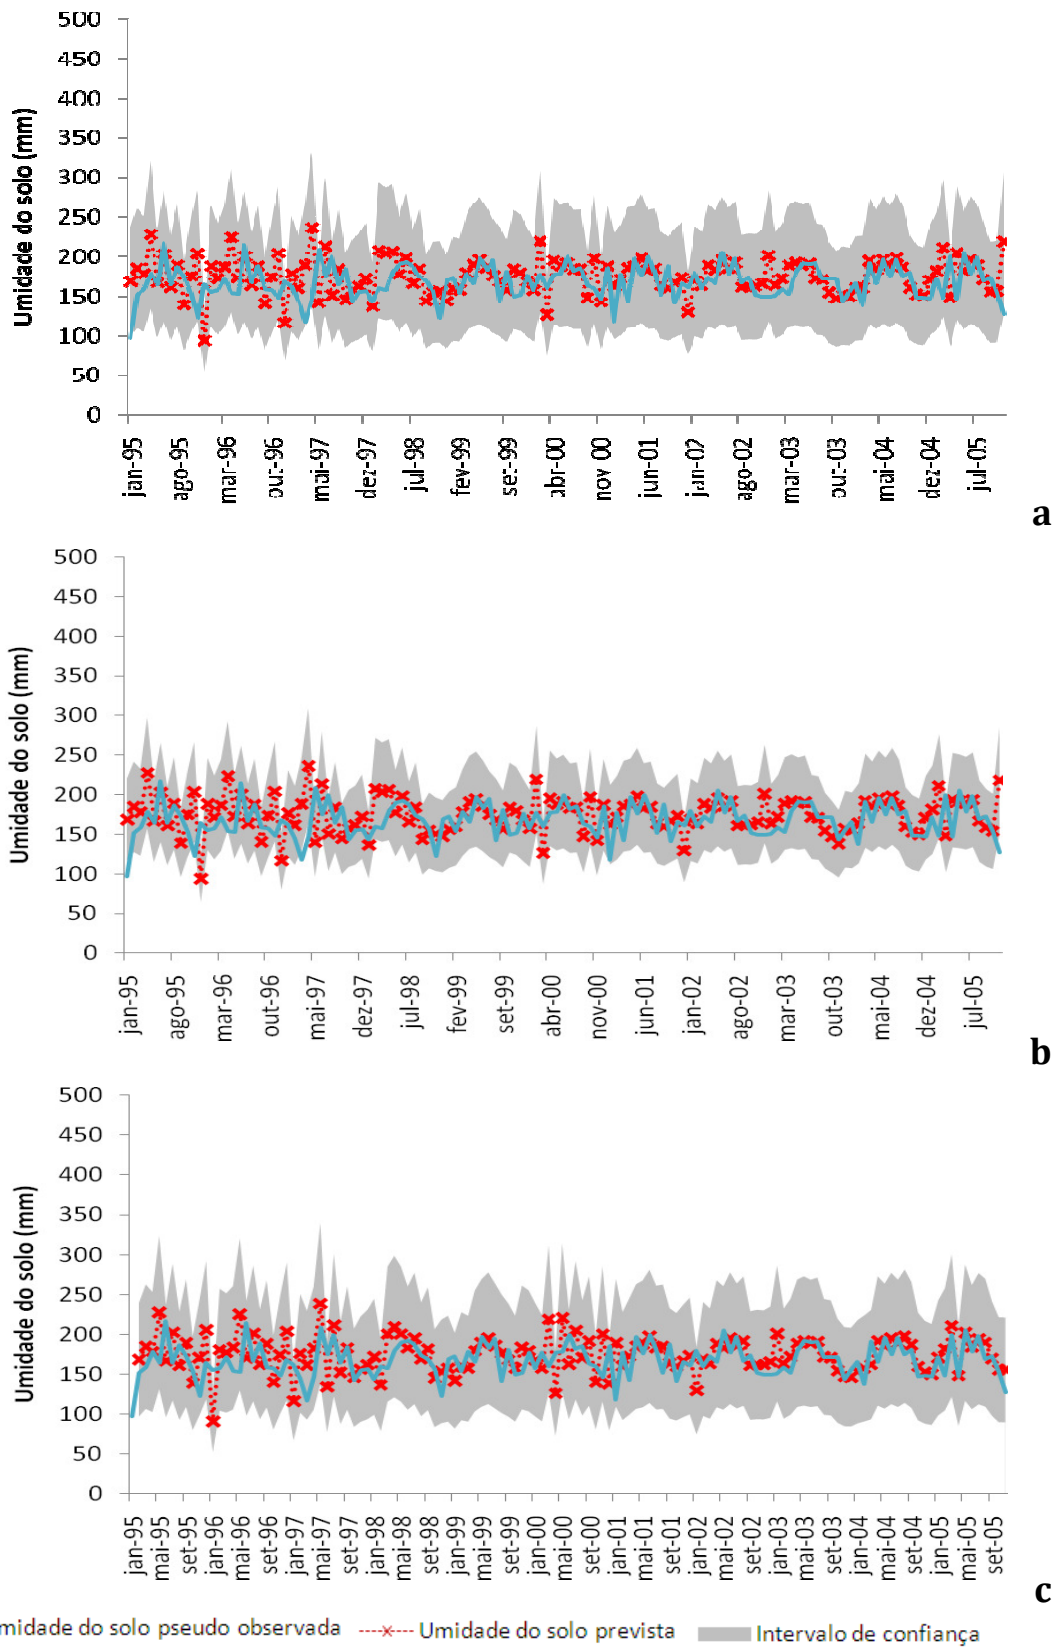 500
450
400
350
300
250
200
150
100
50
0
Umidade do solo (mm)
jan-95
ago-95
mar-96
out-96
mai-97
dez-97
jul-98
fev-99
set-99
abr-00
nov-00
jun-01
jan-02
ago-02
mar-03
out-03
mai-04
dez-04
jul-05
a
500
450
400
350
300
250
200
150
100
50
0
Umidade do solo (mm)
jan-95
ago-95
mar-96
out-96
mai-97
dez-97
jul-98
fev-99
set-99
abr-00
nov-00
jun-01
jan-02
ago-02
mar-03
out-03
mai-04
dez-04
jul-05
b
500
450
400
350
300
250
200
150
100
50
0
Umidade do solo (mm)
jan-95
mai-95
set-95
jan-96
mai-96
set-96
jan-97
mai-97
set-97
jan-98
mai-98
set-98
jan-99
mai-99
set-99
jan-00
mai-00
set-00
jan-01
mai-01
set-01
jan-02
mai-02
set-02
jan-03
mai-03
set-03
jan-04
mai-04
set-04
jan-05
mai-05
set-05
c
midade do solo pseudo observada Umidade do solo prevista Intervalo de confiança